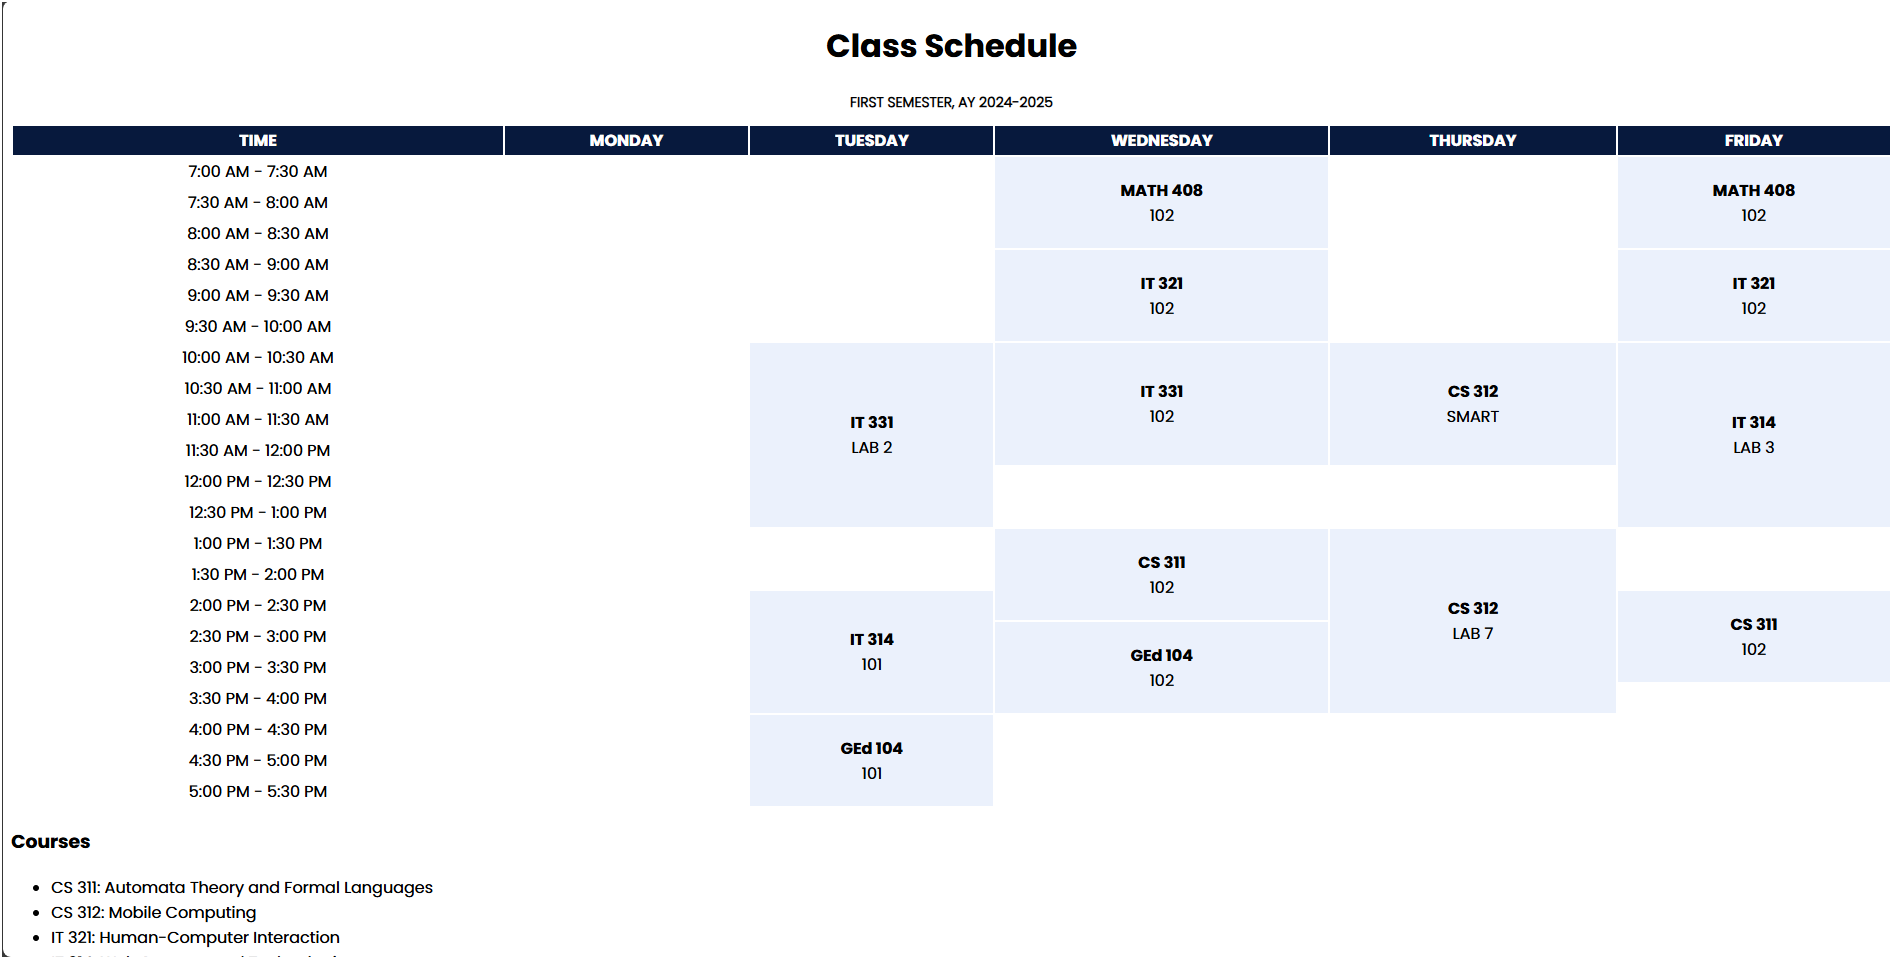 Class Schedule
FIRST SEMESTER, AY 2024-2025
TIME MONDAY TUESDAY WEDNESDAY THURSDAY FRIDAY
7:00 AM - 7:30 AM
MATH 408 MATH 408
7:30 AM - 8:00 AM
102 102
8:00 AM - 8:30 AM
8:30 AM - 9:00 AM
IT 321 IT 321
9:00 AM - 9:30 AM
102 102
9:30 AM - 10:00 AM
10:00 AM - 10:30 AM
10:30 AM - 11:00 AM IT 331 CS 312
11:00 AM - 11:30 AM 102 SMART
IT 331 IT 314
11:30 AM - 12:00 PM LAB 2 LAB 3
12:00 PM - 12:30 PM
12:30 PM - 1:00 PM
1:00 PM - 1:30 PM
CS 311
1:30 PM - 2:00 PM
102
2:00 PM - 2:30 PM CS 312
CS 311
2:30 PM - 3:00 PM IT 314 LAB 7
102
GEd 104
3:00 PM - 3:30 PM 101
102
3:30 PM - 4:00 PM
4:00 PM - 4:30 PM
GEd 104
4:30 PM - 5:00 PM
101
5:00 PM - 5:30 PM
Courses
• CS 311: Automata Theory and Formal Languages
• CS 312: Mobile Computing
• IT 321: Human-Computer Interaction